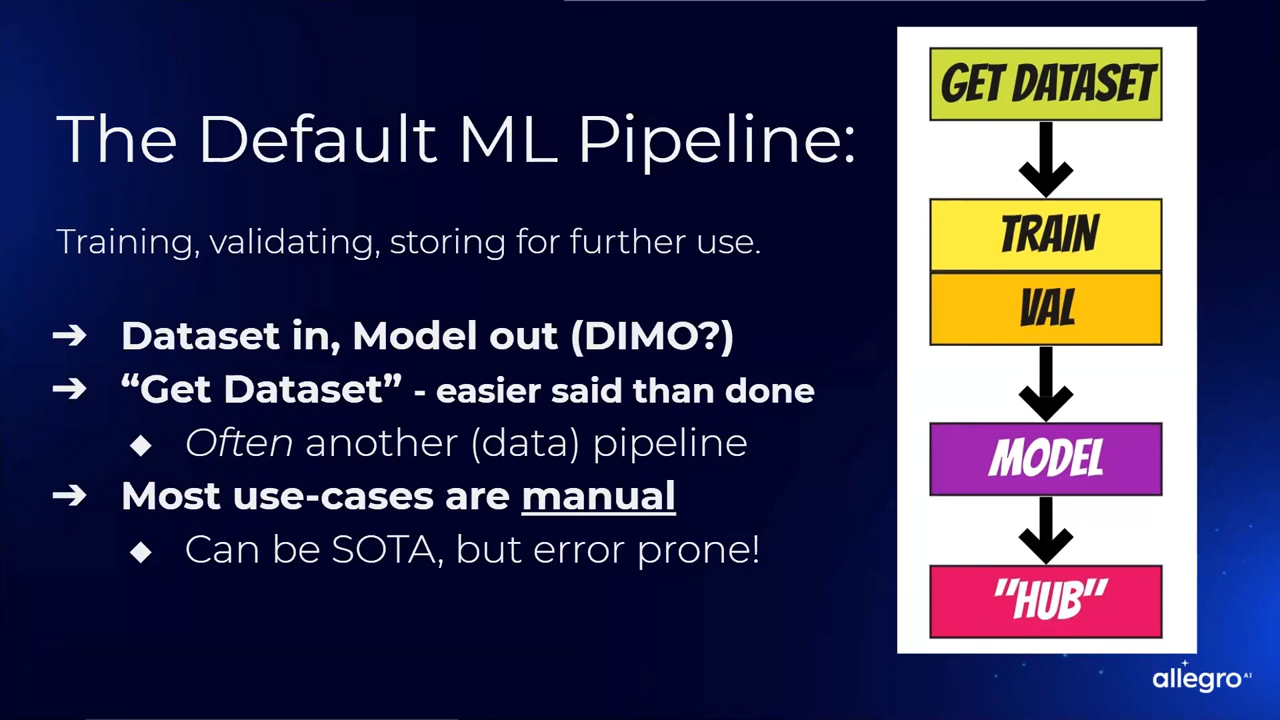 The Default ML Pipeline:
Training, validating, storing for further use.
➔ Dataset in, Model out (DIMO?)
➔ “Get Dataset” - easier said than done
◆ Often another (data) pipeline
➔ Most use-cases are manual
◆ Can be SOTA, but error prone!
GET DATASET
TRAIN
VAL
MODEL
"HUB"
allegro AI